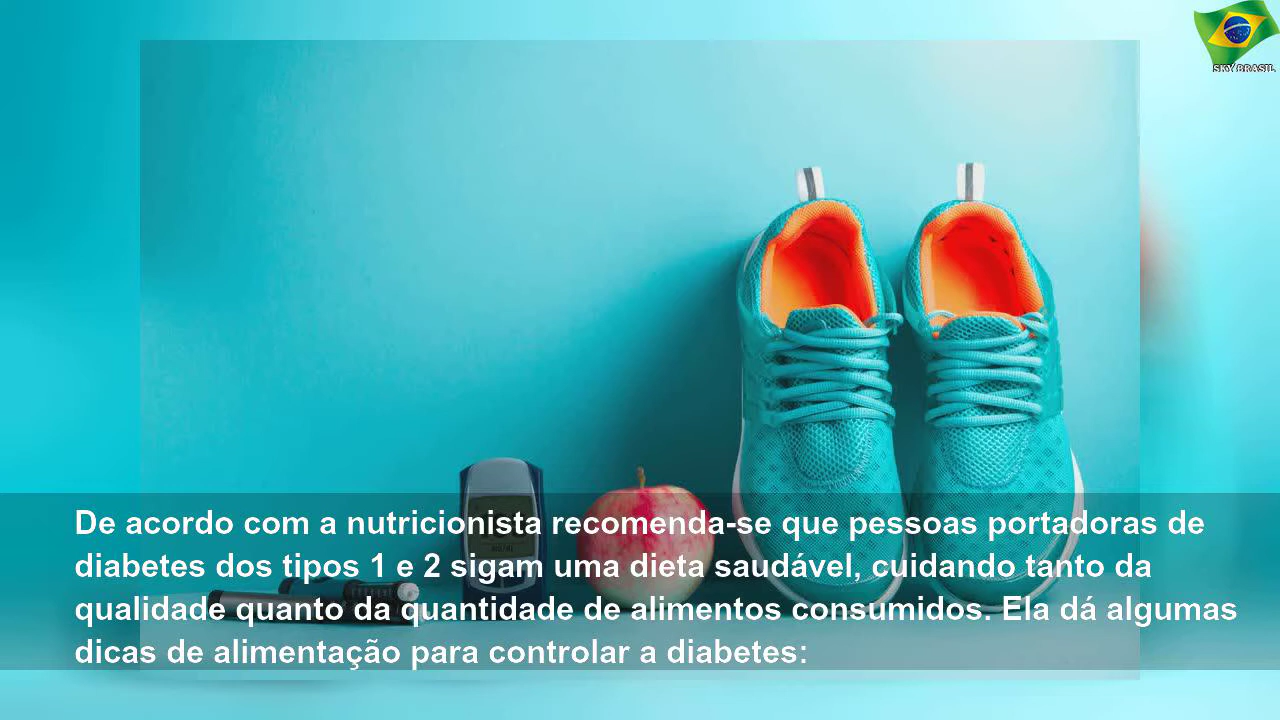 SKY BRASIL
De acordo com a nutricionista recomenda-se que pessoas portadoras de
diabetes dos tipos 1 e 2 sigam uma dieta saudável, cuidando tanto da
qualidade quanto da quantidade de alimentos consumidos. Ela dá algumas
dicas de alimentação para controlar a diabetes: